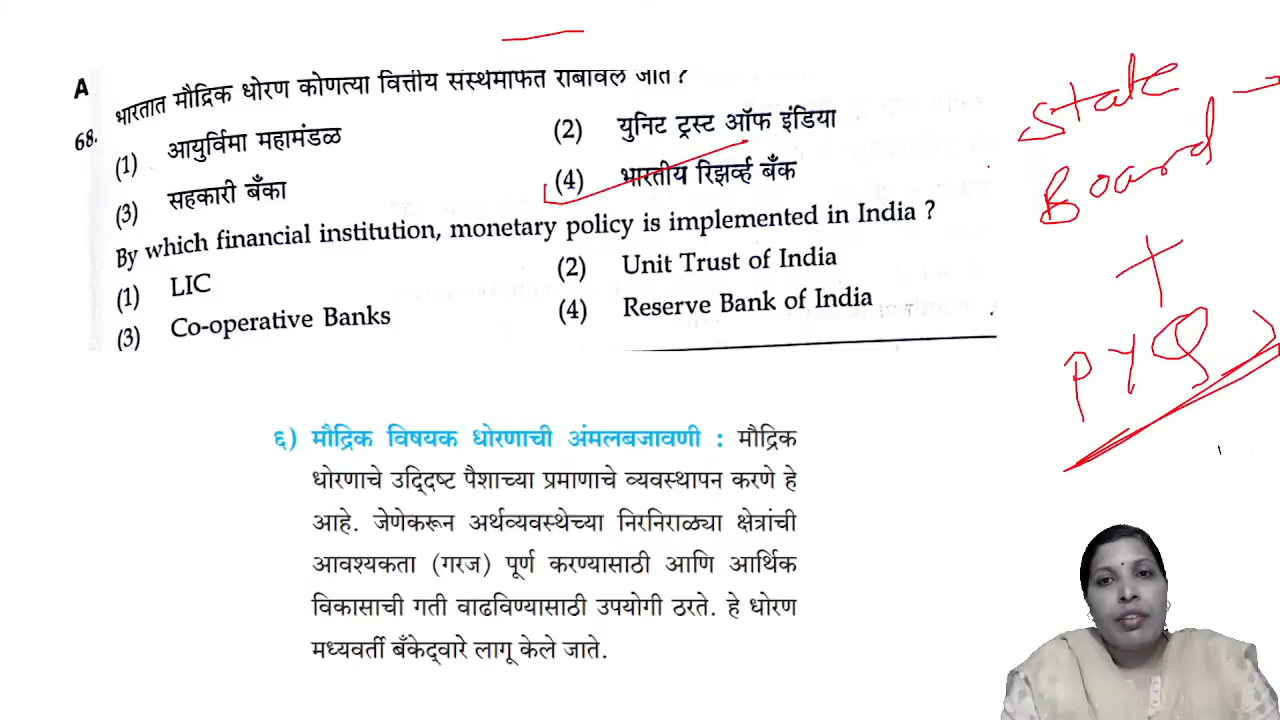 A
68. भारतात मौद्रिक धोरण कोणत्या वित्तीय संस्थेमार्फत राबविले जाते ?
(1) आयुर्विमा महामंडळ (2) युनिट ट्रस्ट ऑफ इंडिया
(3) सहकारी बँका (4) भारतीय रिझर्व्ह बँक
By which financial institution, monetary policy is implemented in India ?
(1) LIC (2) Unit Trust of India
(3) Co-operative Banks (4) Reserve Bank of India
State
Board
+
PYQ
६) मौद्रिक विषयक धोरणाची अंमलबजावणी : मौद्रिक
धोरणाचे उद्दिष्ट पैशाच्या प्रमाणाचे व्यवस्थापन करणे हे
आहे. जेणेकरून अर्थव्यवस्थेच्या निरनिराळ्या क्षेत्रांची
आवश्यकता (गरज) पूर्ण करण्यासाठी आणि आर्थिक
विकासाची गती वाढविण्यासाठी उपयोगी ठरते. हे धोरण
मध्यवर्ती बँकेद्वारे लागू केले जाते.